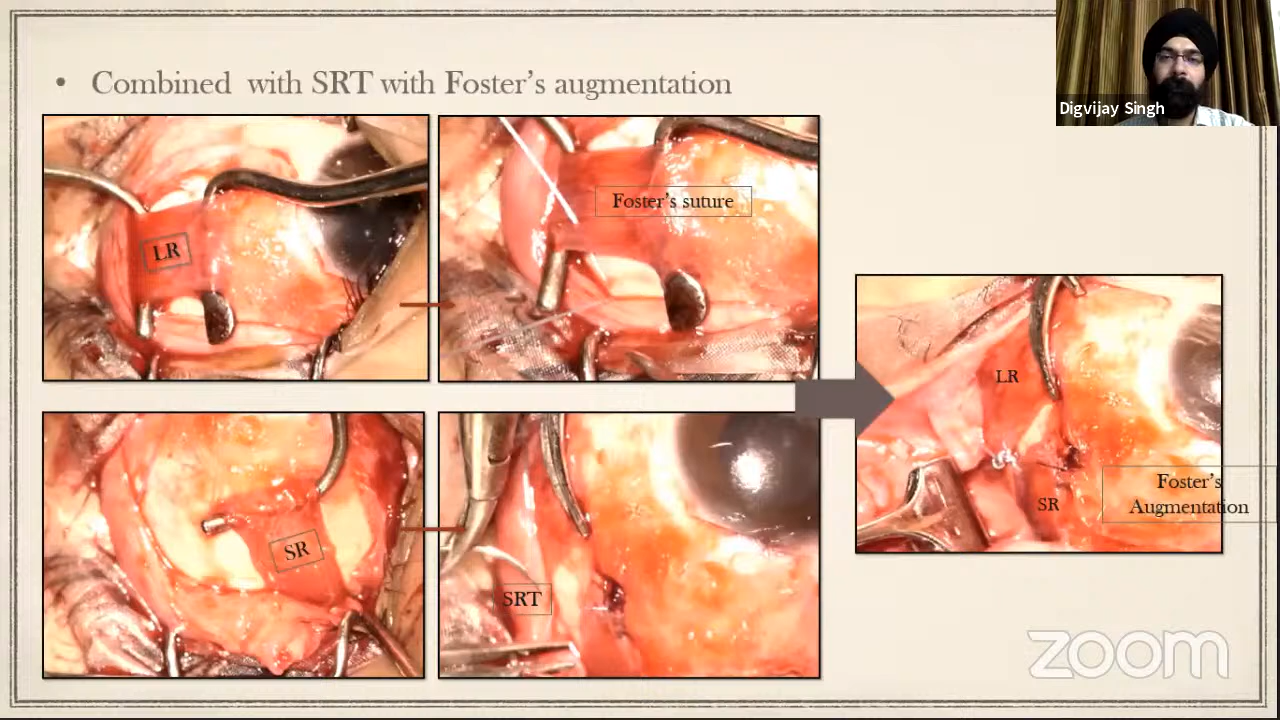 • Combined with SRT with Foster's augmentation
Digvijay Singh
LR
Foster's suture
SR
SRT
LR
SR
Foster's
Augmentation
zoom